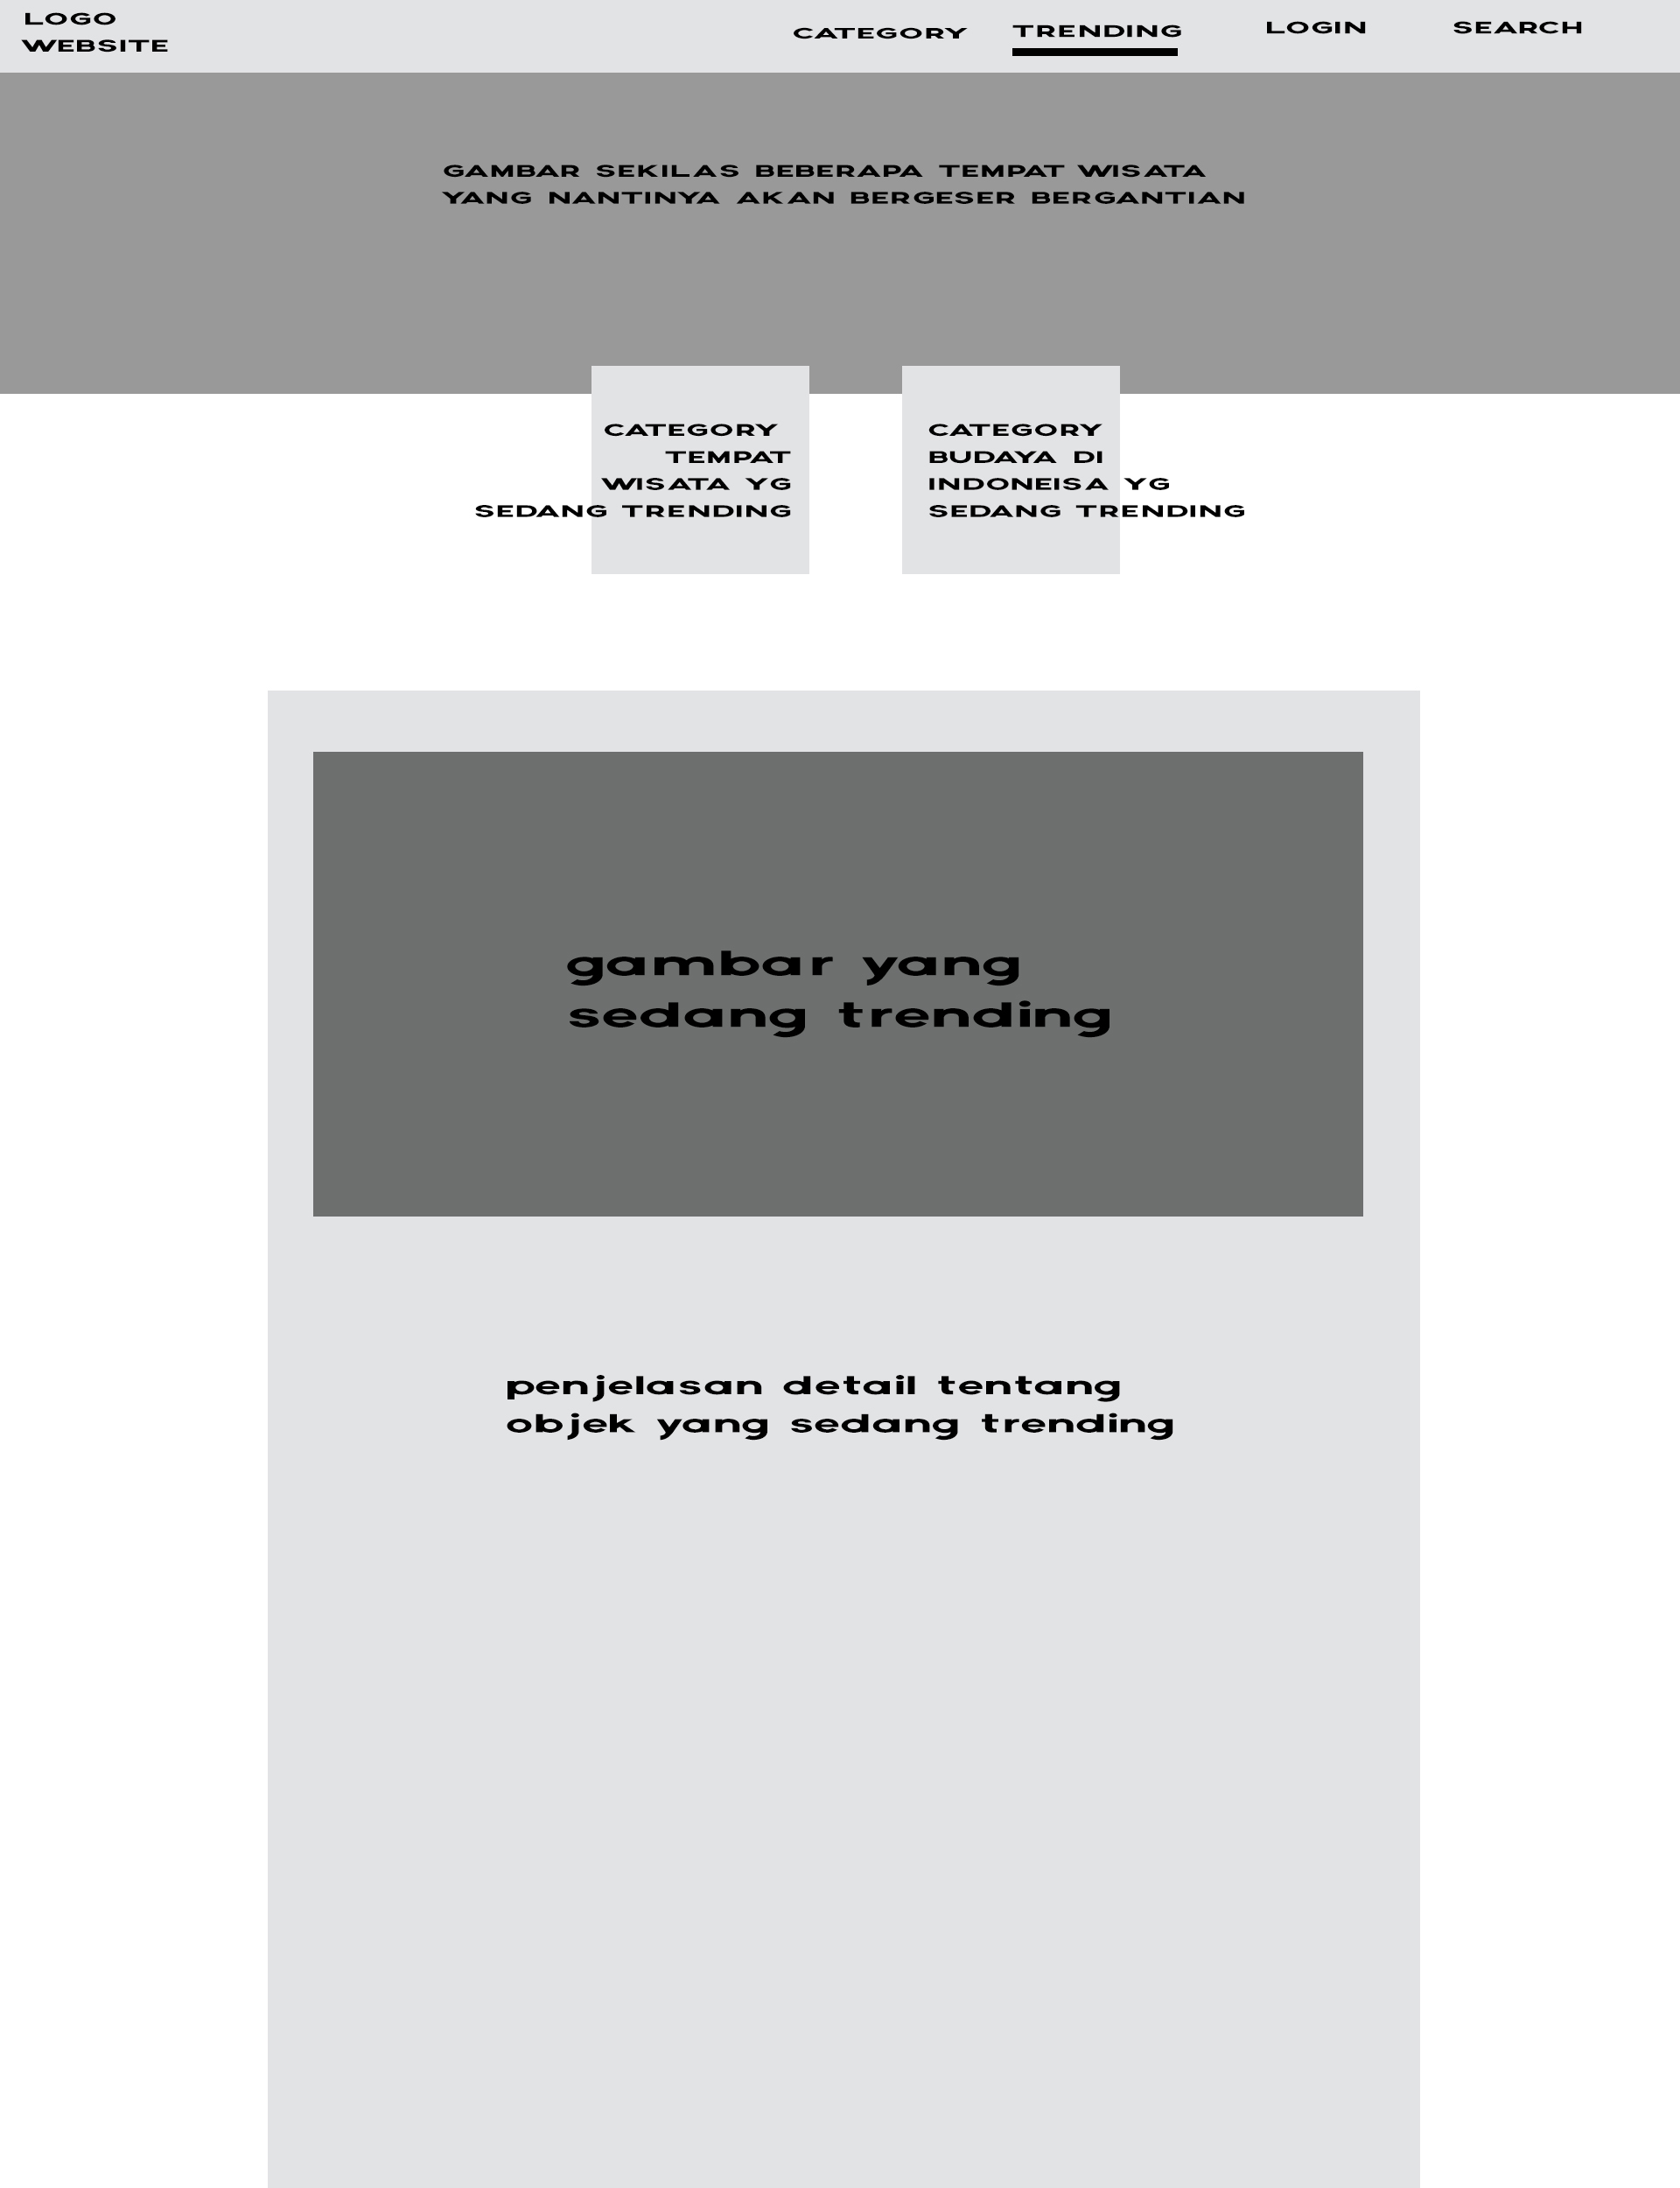 LOGO
WEBSITE
CATEGORY
TRENDING
LOGIN
SEARCH
GAMBAR SEKILAS BEBERAPA TEMPAT WISATA
YANG NANTINYA AKAN BERGESER BERGANTIAN
CATEGORY
TEMPAT
WISATA YG
SEDANG TRENDING
CATEGORY
BUDAYA DI
INDONEISA YG
SEDANG TRENDING
gambar yang
sedang trending
penjelasan detail tentang
objek yang sedang trending